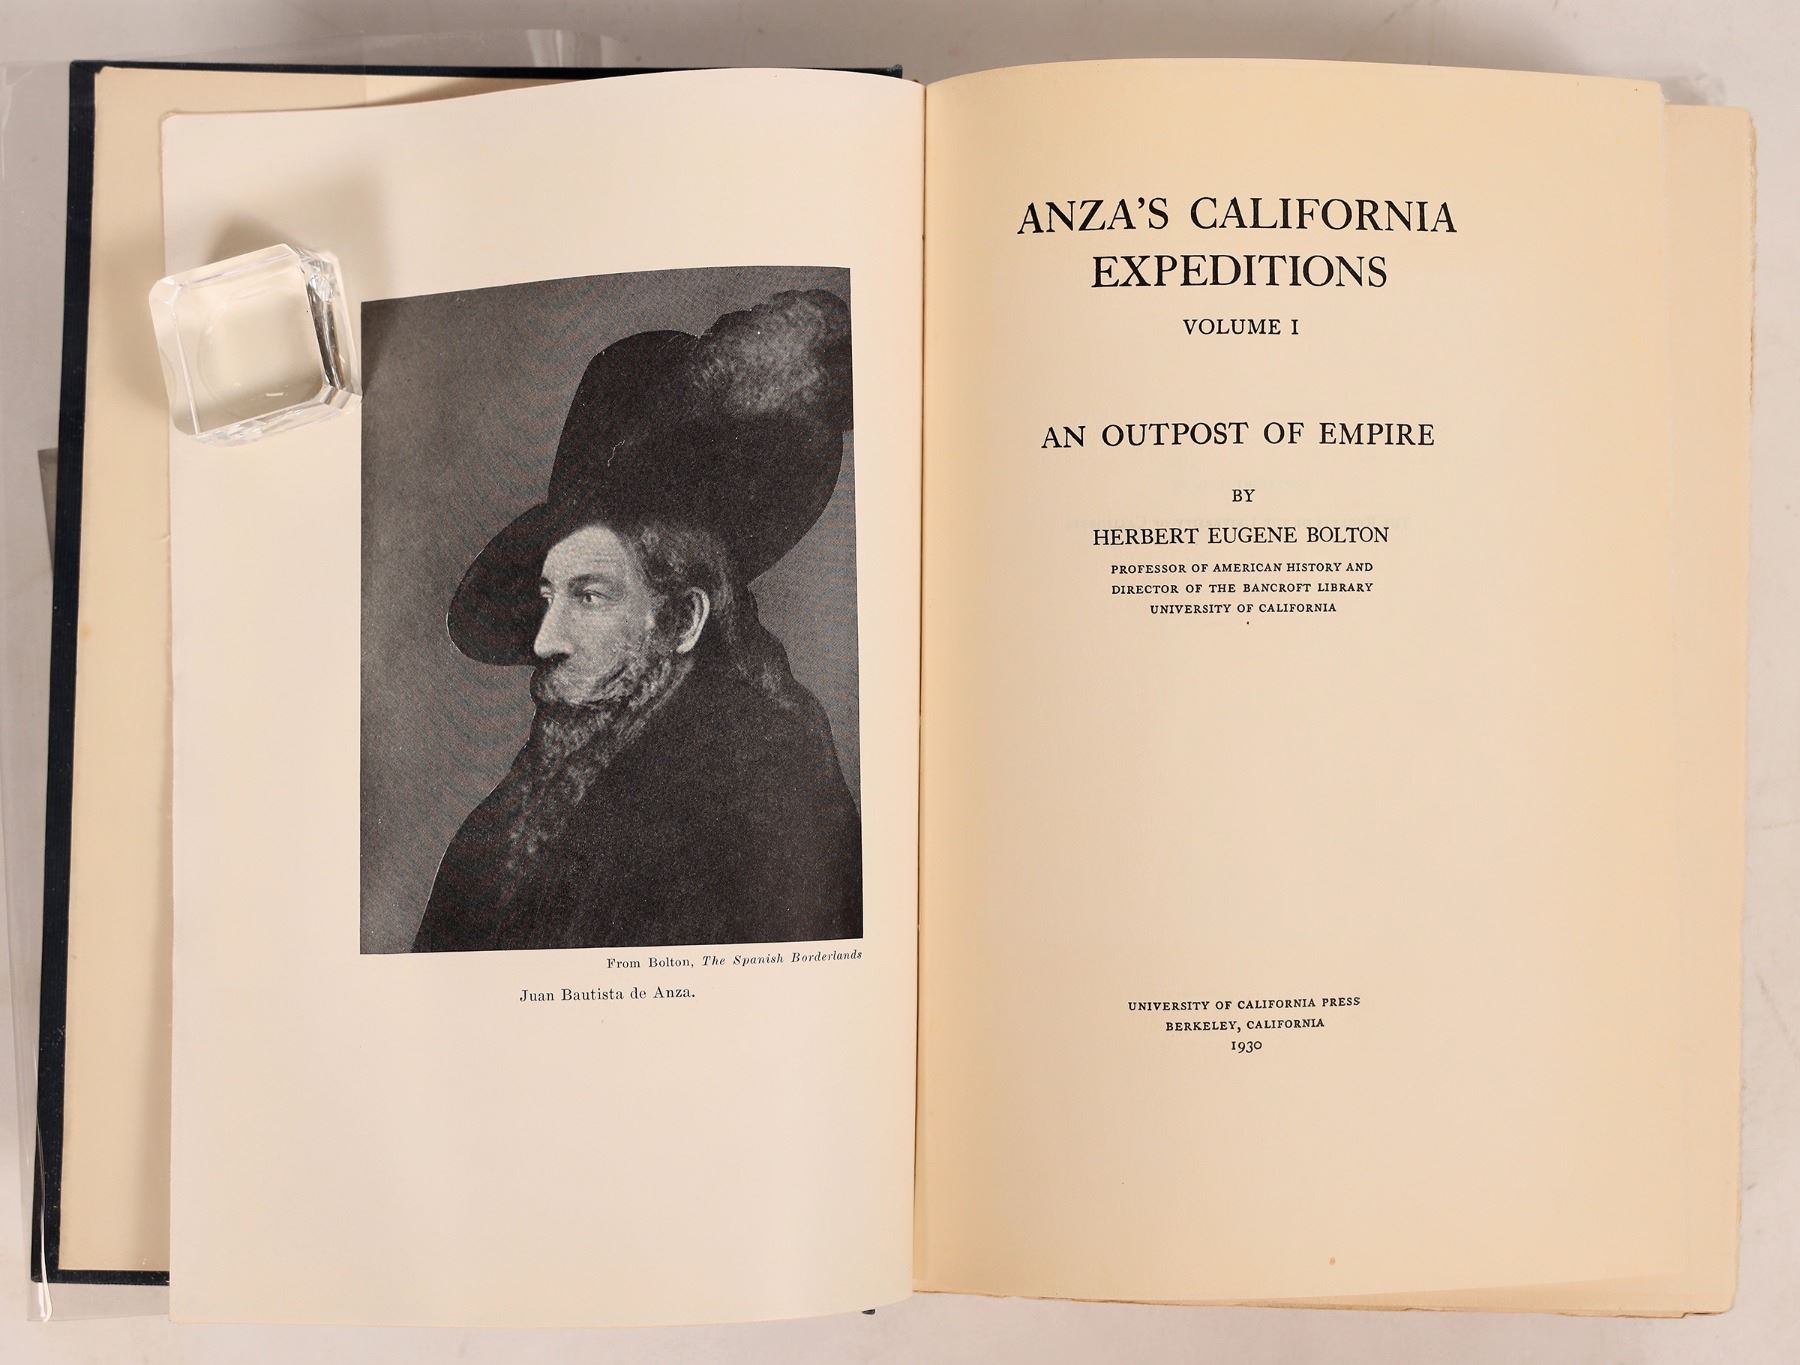 From Bolton, The Spanish Borderlands
Juan Bautista de Anza.
ANZA'S CALIFORNIA
EXPEDITIONS
VOLUME I
AN OUTPOST OF EMPIRE
BY
HERBERT EUGENE BOLTON
PROFESSOR OF AMERICAN HISTORY AND
DIRECTOR OF THE BANCROFT LIBRARY
UNIVERSITY OF CALIFORNIA
UNIVERSITY OF CALIFORNIA PRESS
BERKELEY, CALIFORNIA
1930